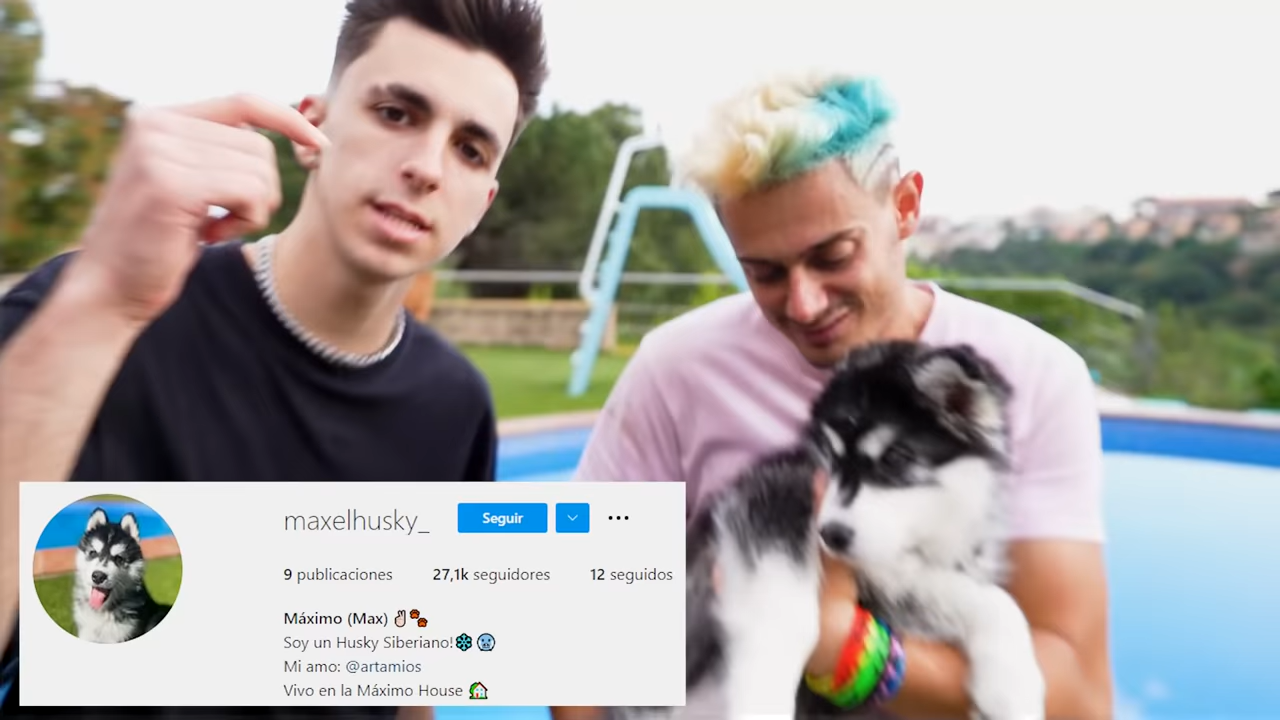 maxelhusky_ Seguir
9 publicaciones 27,1k seguidores 12 seguidos
Máximo (Max) ✌🏻🐾
Soy un Husky Siberiano!❄️🥶
Mi amo: @artamios
Vivo en la Máximo House 🏡